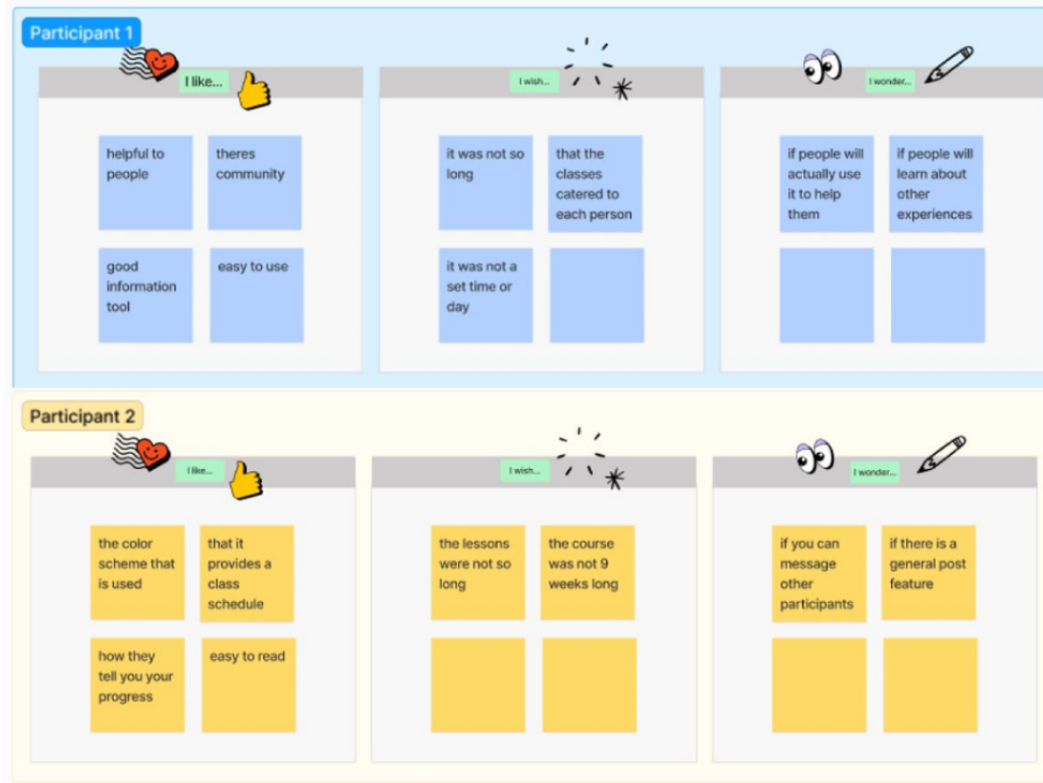 Participant 1
I like...
helpful to
people
theres
community
good
information
tool
easy to use
I wish...
it was not so
long
that the
classes
catered to
each person
it was not a
set time or
day
I wonder...
if people will
actually use
it to help
them
if people will
learn about
other
experiences
Participant 2
I like...
the color
scheme that
is used
that it
provides a
class
schedule
how they
tell you your
progress
easy to read
I wish...
the lessons
were not so
long
the course
was not 9
weeks long
I wonder...
if you can
message
other
participants
if there is a
general post
feature